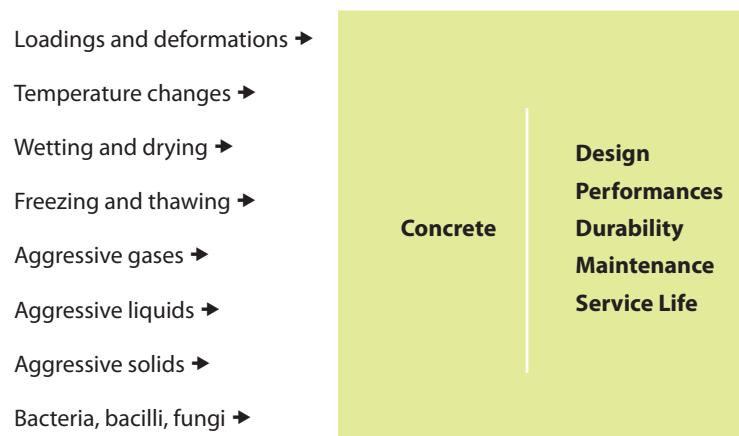 Loadings and deformations ➔
Temperature changes ➔
Wetting and drying ➔
Freezing and thawing ➔
Aggressive gases ➔
Aggressive liquids ➔
Aggressive solids ➔
Bacteria, bacilli, fungi ➔
Concrete
Design
Performances
Durability
Maintenance
Service Life